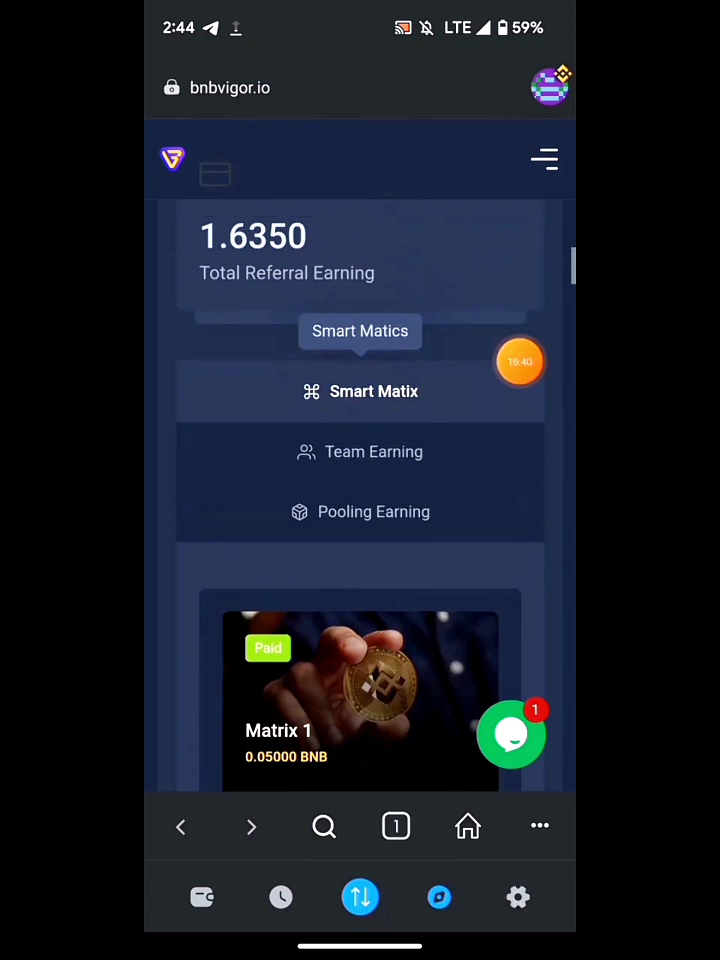 2:44 LTE 59%
bnbvigor.io
1.6350
Total Referral Earning
Smart Matics
16:40
Smart Matix
Team Earning
Pooling Earning
Paid
1
Matrix 1
0.05000 BNB
1